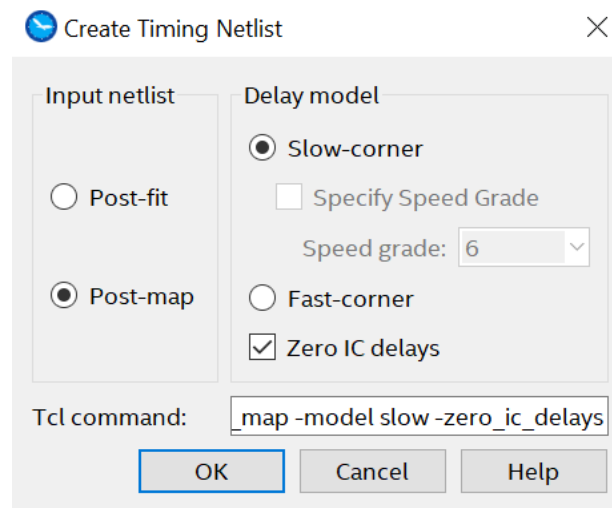 Create Timing Netlist
Input netlist
Post-fit
Post-map
Delay model
Slow-corner
Specify Speed Grade
Speed grade: 6
Fast-corner
Zero IC delays
Tcl command: _map -model slow -zero_ic_delays
OK Cancel Help